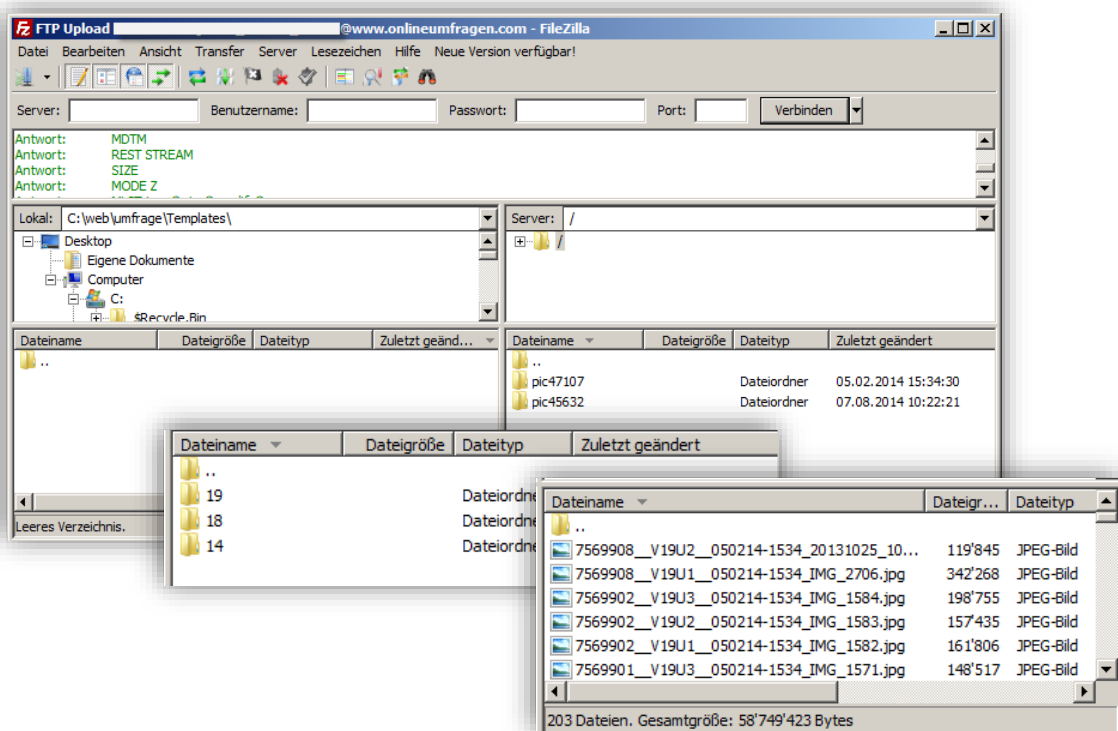 FTP Upload @www.onlineumfragen.com - FileZilla
Datei Bearbeiten Ansicht Transfer Server Lesezeichen Hilfe Neue Version verfügbar!
Server: Benutzername: Passwort: Port: Verbinden
Antwort: MDTM
Antwort: REST STREAM
Antwort: SIZE
Antwort: MODE Z
Lokal: C:\web\umfrage\Templates\
Desktop
Eigene Dokumente
Computer
C:
$Recycle.Bin
Server: /
/
Dateiname Dateigröße Dateityp Zuletzt geänd...
..
Leeres Verzeichnis.
Dateiname Dateigröße Dateityp Zuletzt geändert
..
pic47107 Dateiordner 05.02.2014 15:34:30
pic45632 Dateiordner 07.08.2014 10:22:21
Dateiname Dateigröße Dateityp Zuletzt geändert
..
19 Dateiordne
18 Dateiordne
14 Dateiordne
Dateiname Dateigr... Dateityp
..
7569908__V19U2__050214-1534_20131025_10... 119'845 JPEG-Bild
7569908__V19U1__050214-1534_IMG_2706.jpg 342'268 JPEG-Bild
7569902__V19U3__050214-1534_IMG_1584.jpg 198'755 JPEG-Bild
7569902__V19U2__050214-1534_IMG_1583.jpg 157'435 JPEG-Bild
7569902__V19U1__050214-1534_IMG_1582.jpg 161'806 JPEG-Bild
7569901__V19U3__050214-1534_IMG_1571.jpg 148'517 JPEG-Bild
203 Dateien. Gesamtgröße: 58'749'423 Bytes